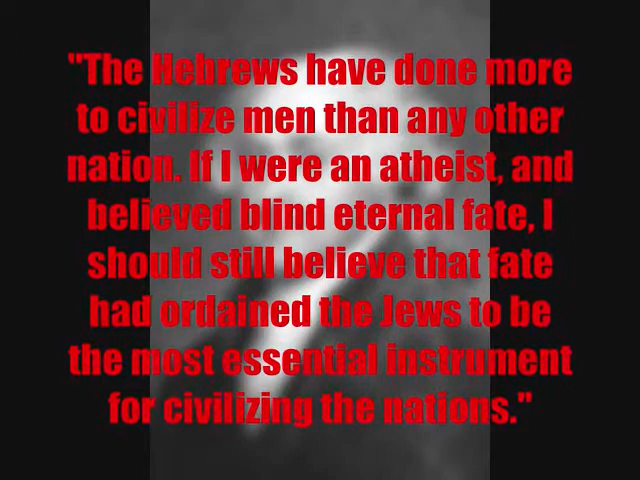 "The Hebrews have done more
to civilize men than any other
nation. If I were an atheist, and
believed blind eternal fate, I
should still believe that fate
had ordained the Jews to be
the most essential instrument
for civilizing the nations."